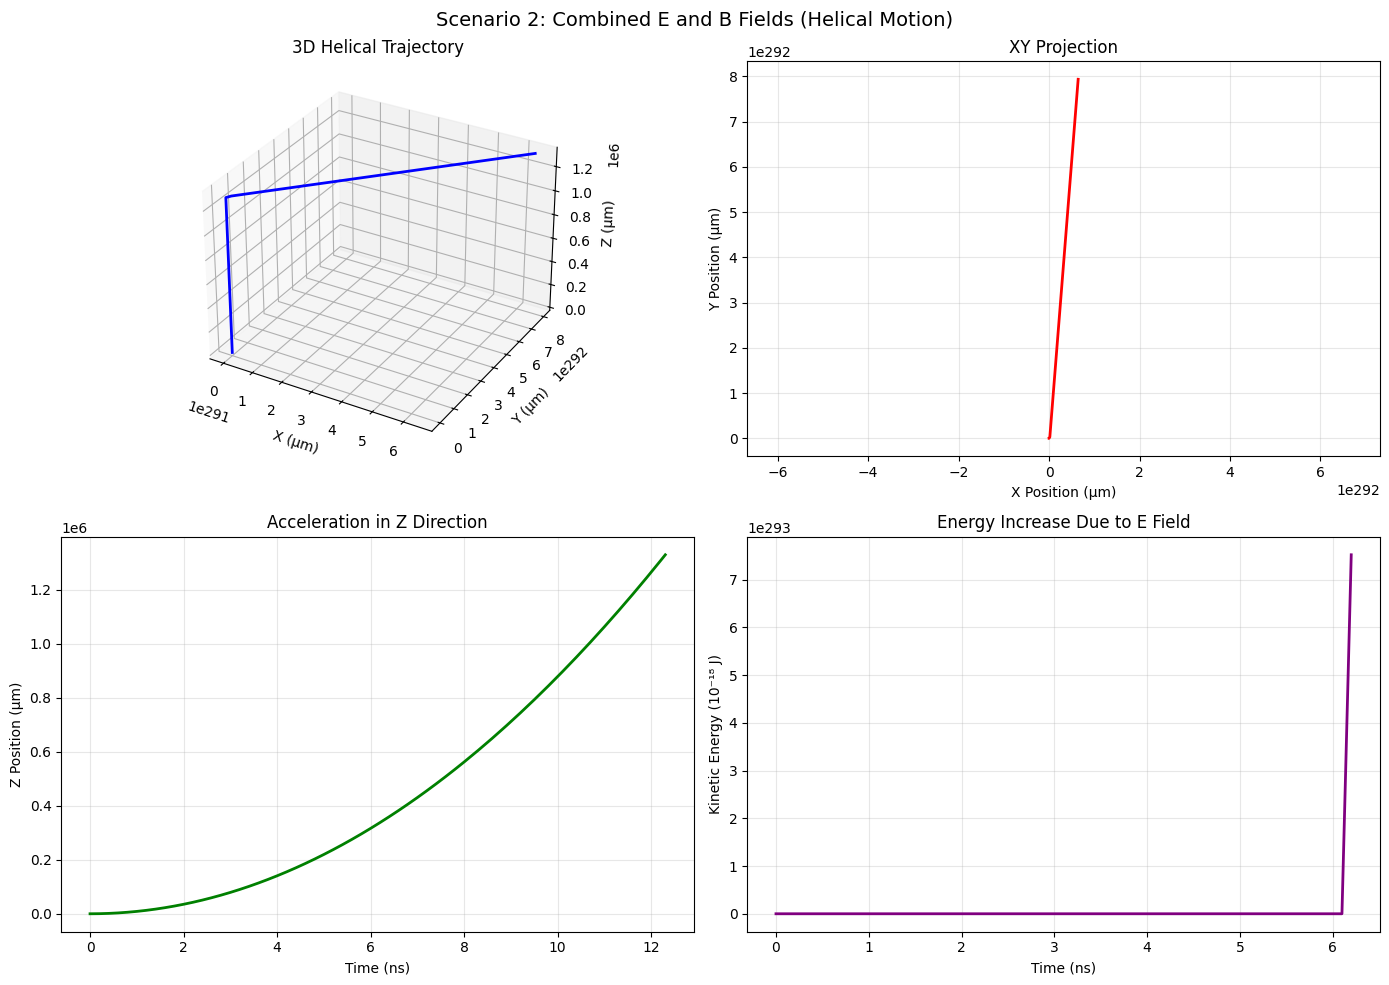 Scenario 2: Combined E and B Fields (Helical Motion)
3D Helical Trajectory
1e6
1.2
1.0
0.8
0.6
0.4
0.2
0.0
Z (μm)
0 1 2 3 4 5 6
1e291
X (μm)
0 1 2 3 4 5 6 7 8
1e292
Y (μm)
XY Projection
1e292
8
7
6
5
4
3
2
1
0
Y Position (μm)
−6 −4 −2 0 2 4 6
1e292
X Position (μm)
Acceleration in Z Direction
1e6
1.2
1.0
0.8
0.6
0.4
0.2
0.0
Z Position (μm)
0 2 4 6 8 10 12
Time (ns)
Energy Increase Due to E Field
1e293
7
6
5
4
3
2
1
0
Kinetic Energy (10⁻¹⁸ J)
0 1 2 3 4 5 6
Time (ns)